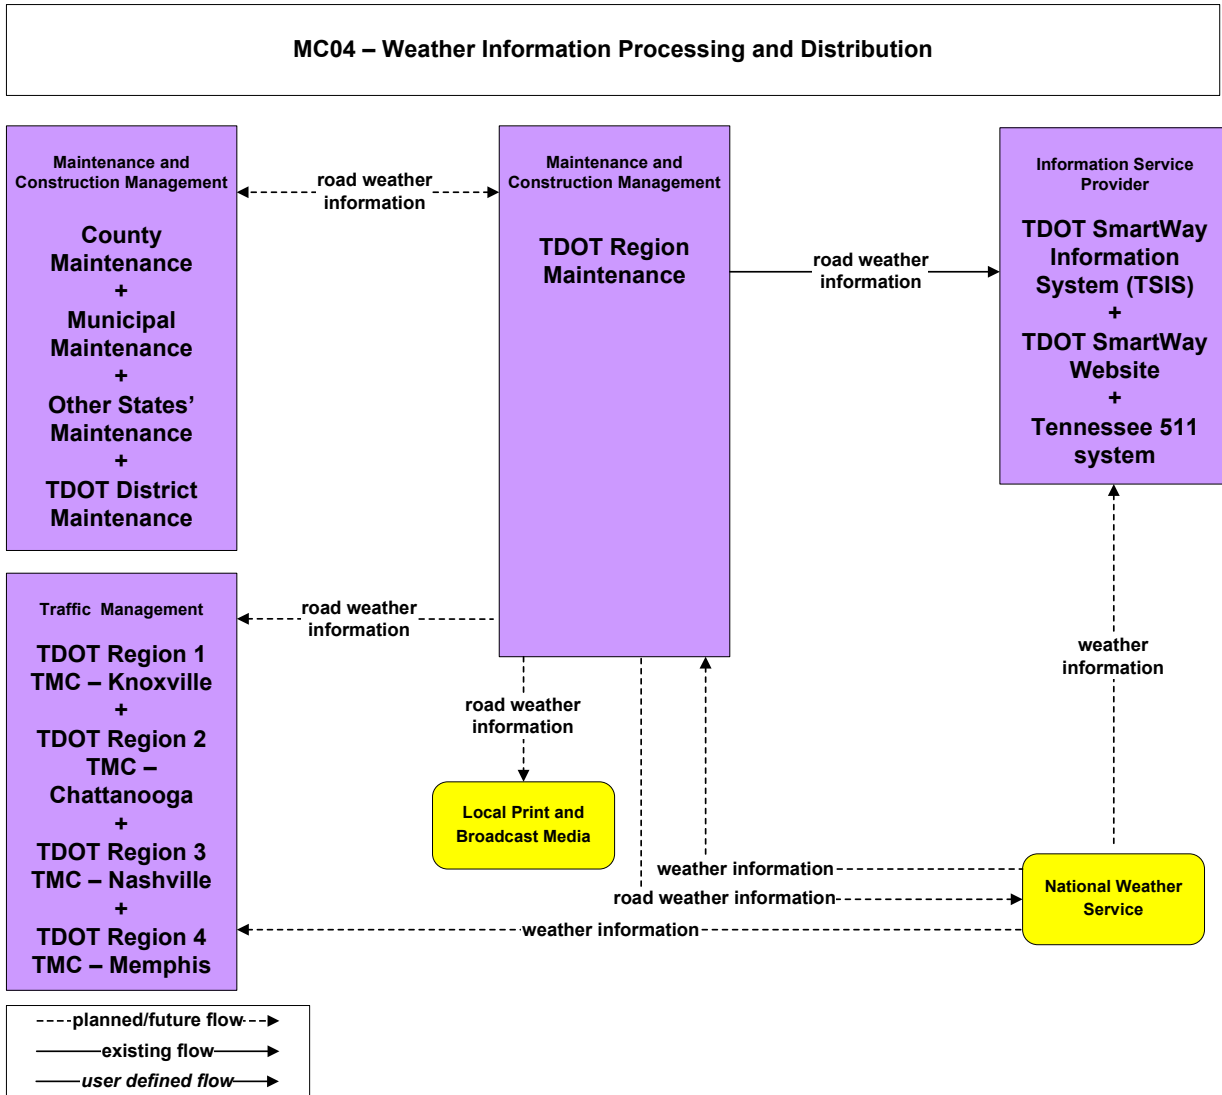 MC04 – Weather Information Processing and Distribution
Maintenance and
Construction Management
County
Maintenance
+
Municipal
Maintenance
+
Other States’
Maintenance
+
TDOT District
Maintenance
road weather
information
Maintenance and
Construction Management
TDOT Region
Maintenance
road weather
information
Information Service
Provider
TDOT SmartWay
Information
System (TSIS)
+
TDOT SmartWay
Website
+
Tennessee 511
system
Traffic Management
TDOT Region 1
TMC – Knoxville
+
TDOT Region 2
TMC –
Chattanooga
+
TDOT Region 3
TMC – Nashville
+
TDOT Region 4
TMC – Memphis
road weather
information
road weather
information
Local Print and
Broadcast Media
weather
information
weather information
road weather information
weather information
National Weather
Service
planned/future flow
existing flow
user defined flow